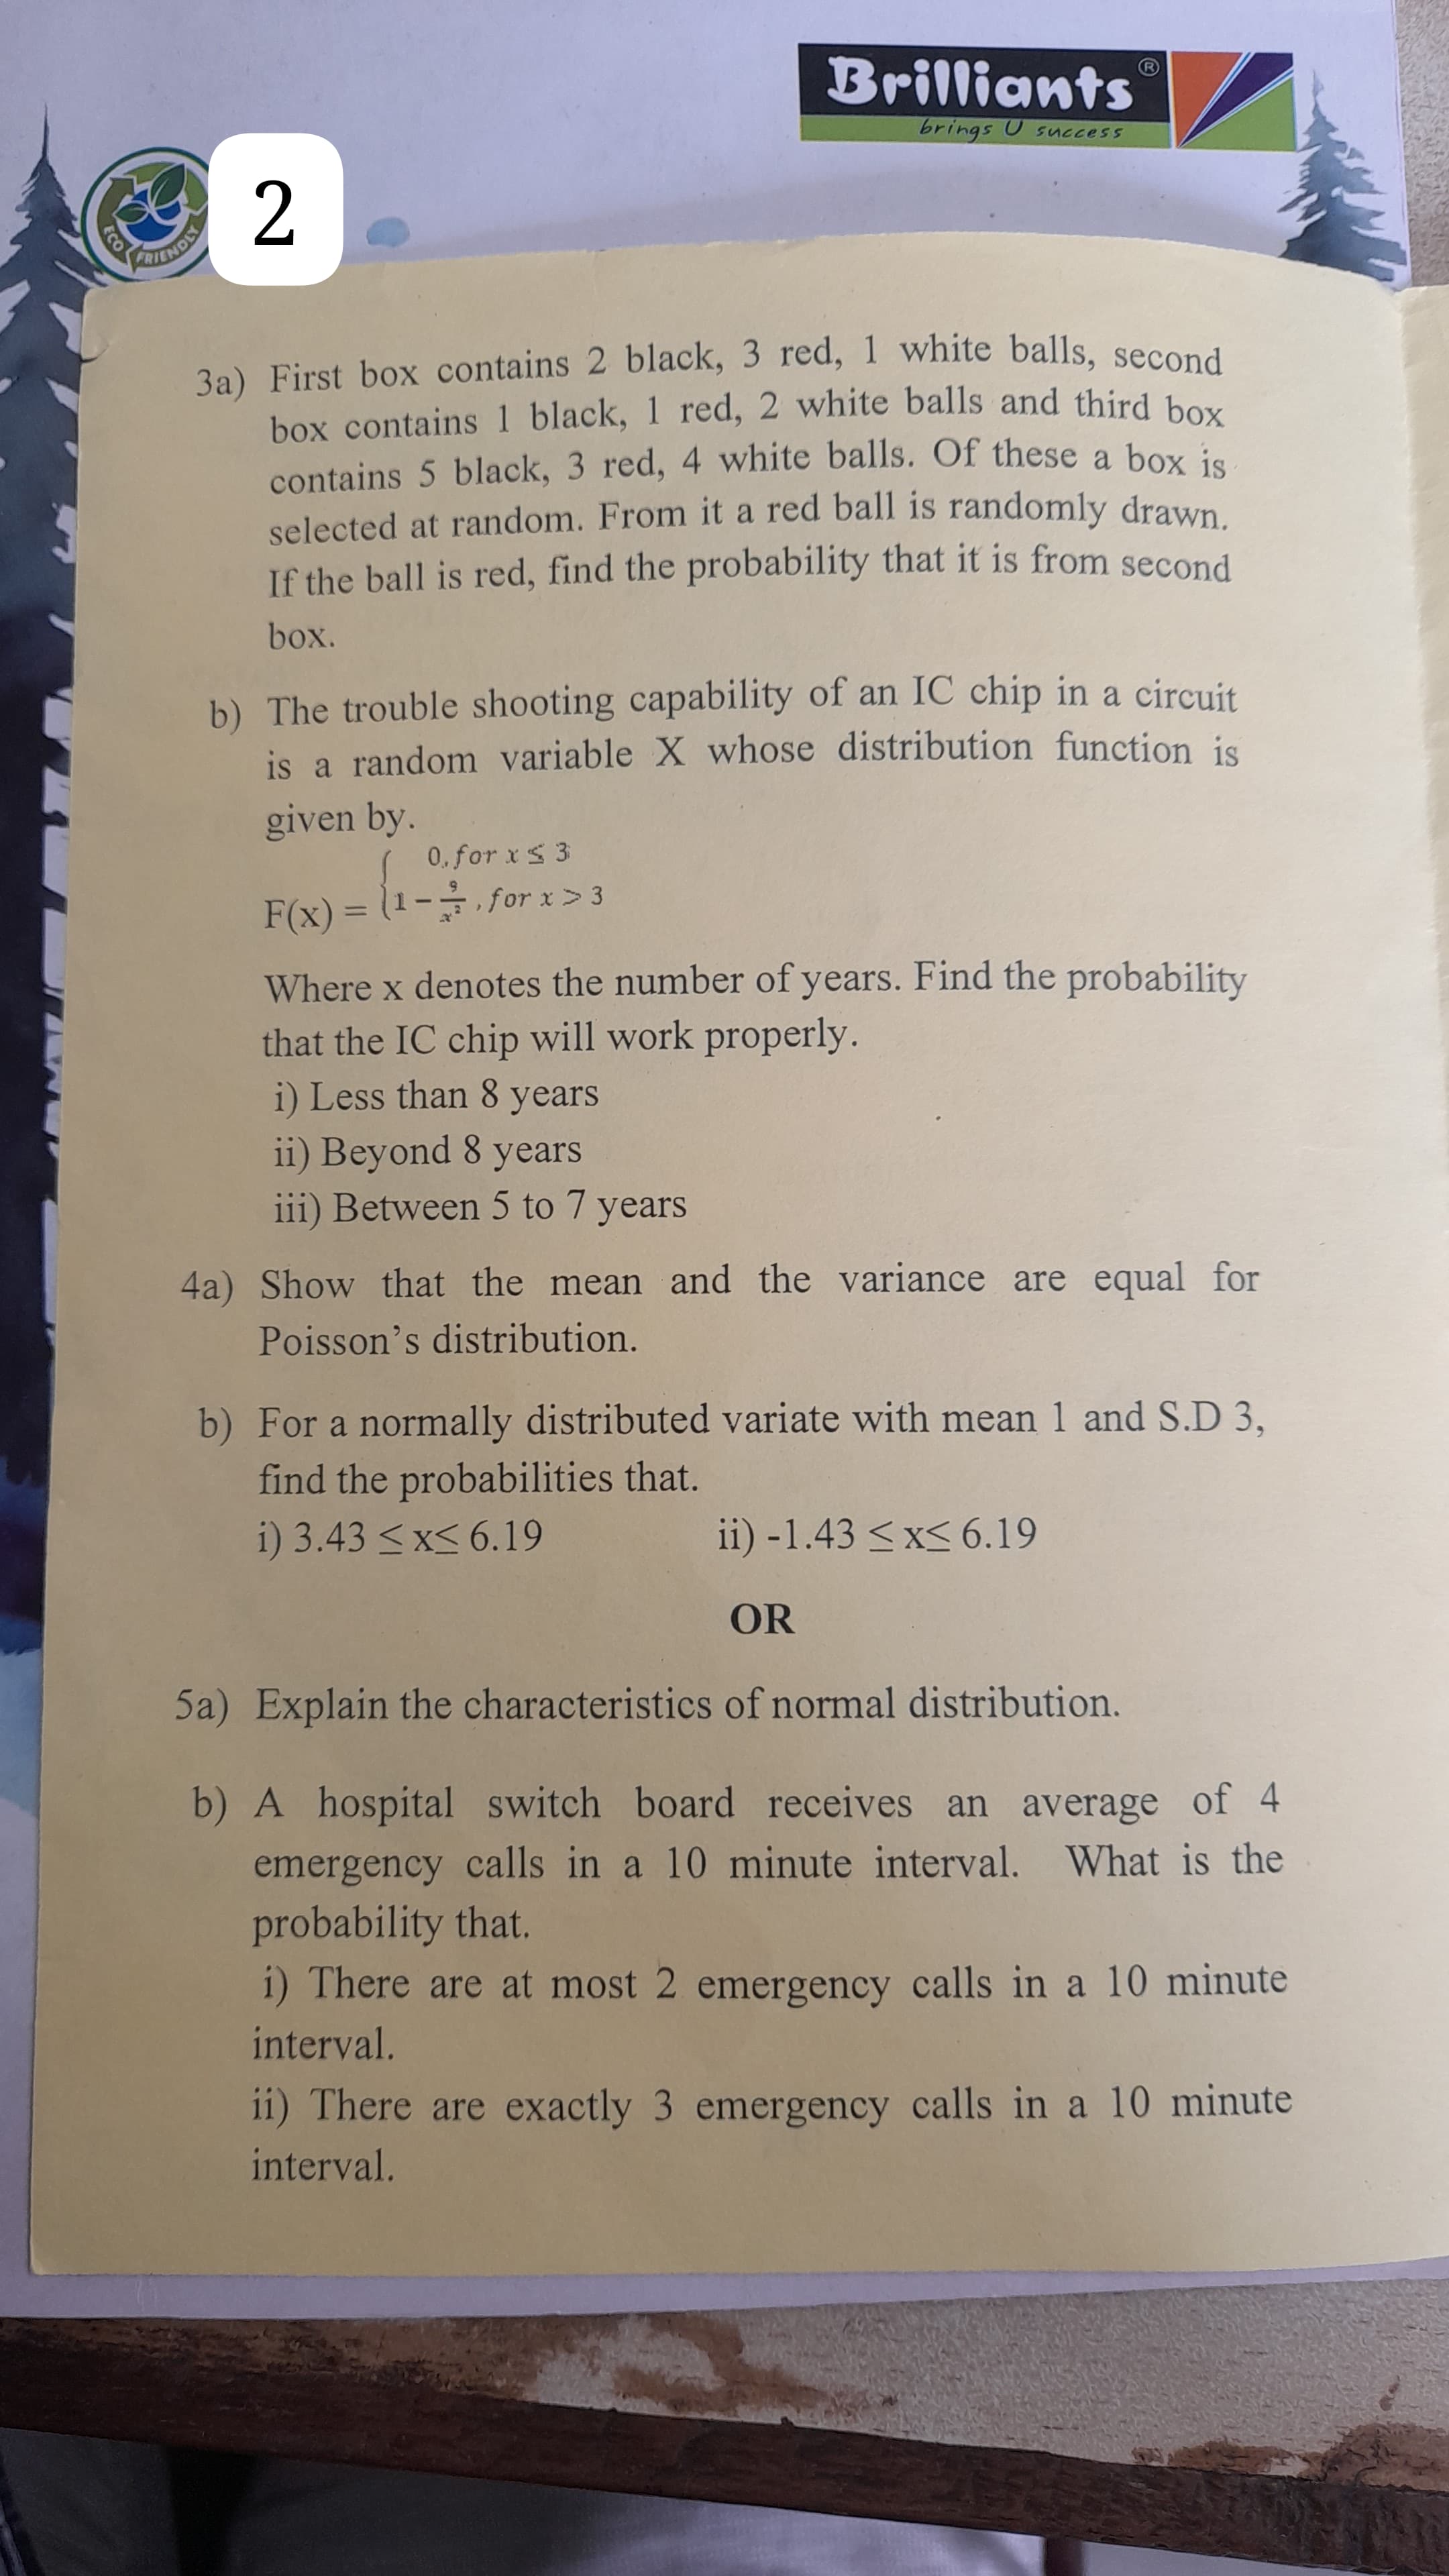 Brilliants®
brings U success
ECO FRIENDLY
2
3a) First box contains 2 black, 3 red, 1 white balls, second
box contains 1 black, 1 red, 2 white balls and third box
contains 5 black, 3 red, 4 white balls. Of these a box is
selected at random. From it a red ball is randomly drawn.
If the ball is red, find the probability that it is from second
box.
b) The trouble shooting capability of an IC chip in a circuit
is a random variable X whose distribution function is
given by.
F(x) = { 0, for x ≤ 3
1 − 9/x², for x > 3
Where x denotes the number of years. Find the probability
that the IC chip will work properly.
i) Less than 8 years
ii) Beyond 8 years
iii) Between 5 to 7 years
4a) Show that the mean and the variance are equal for
Poisson’s distribution.
b) For a normally distributed variate with mean 1 and S.D 3,
find the probabilities that.
i) 3.43 ≤ x≤ 6.19 ii) -1.43 ≤ x≤ 6.19
OR
5a) Explain the characteristics of normal distribution.
b) A hospital switch board receives an average of 4
emergency calls in a 10 minute interval. What is the
probability that.
i) There are at most 2 emergency calls in a 10 minute
interval.
ii) There are exactly 3 emergency calls in a 10 minute
interval.